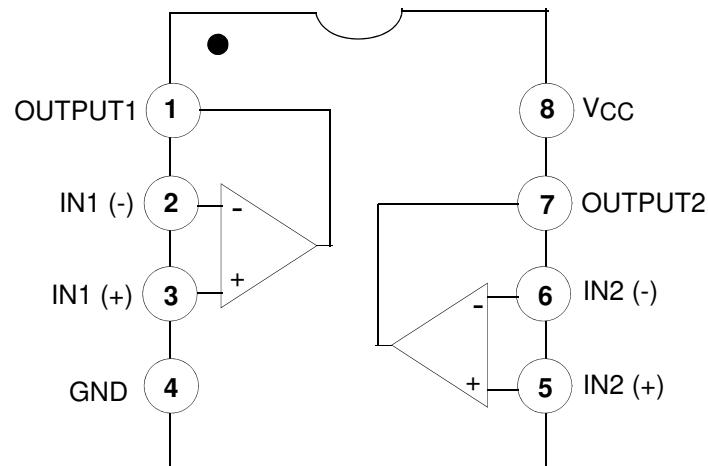 OUTPUT1 1
8 VCC
IN1 (-) 2 -
7 OUTPUT2
IN1 (+) 3 +
- 6 IN2 (-)
GND 4
+ 5 IN2 (+)